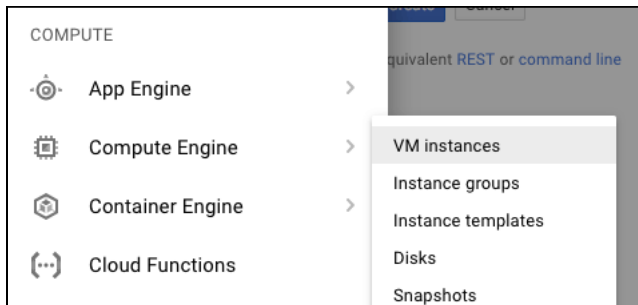 COMPUTE
App Engine
Compute Engine
Container Engine
Cloud Functions
Create Cancel
quivalent REST or command line
VM instances
Instance groups
Instance templates
Disks
Snapshots